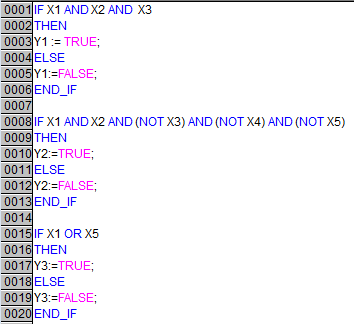 0001 IF X1 AND X2 AND X3
0002 THEN
0003 Y1 := TRUE;
0004 ELSE
0005 Y1:=FALSE;
0006 END_IF
0007
0008 IF X1 AND X2 AND (NOT X3) AND (NOT X4) AND (NOT X5)
0009 THEN
0010 Y2:=TRUE;
0011 ELSE
0012 Y2:=FALSE;
0013 END_IF
0014
0015 IF X1 OR X5
0016 THEN
0017 Y3:=TRUE;
0018 ELSE
0019 Y3:=FALSE;
0020 END_IF